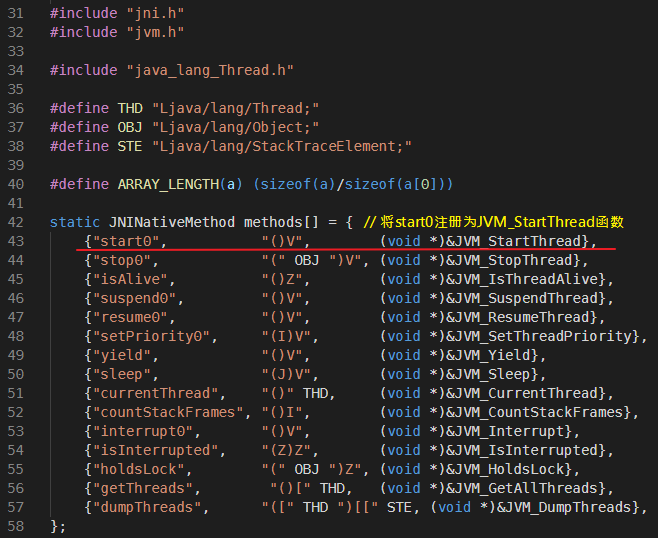 31 #include "jni.h"
32 #include "jvm.h"
33
34 #include "java_lang_Thread.h"
35
36 #define THD "Ljava/lang/Thread;"
37 #define OBJ "Ljava/lang/Object;"
38 #define STE "Ljava/lang/StackTraceElement;"
39
40 #define ARRAY_LENGTH(a) (sizeof(a)/sizeof(a[0]))
41
42 static JNINativeMethod methods[] = { // 将start0注册为JVM_StartThread函数
43     {"start0",           "()V",        (void *)&JVM_StartThread},
44     {"stop0",            "(" OBJ ")V", (void *)&JVM_StopThread},
45     {"isAlive",          "()Z",        (void *)&JVM_IsThreadAlive},
46     {"suspend0",         "()V",        (void *)&JVM_SuspendThread},
47     {"resume0",          "()V",        (void *)&JVM_ResumeThread},
48     {"setPriority0",     "(I)V",       (void *)&JVM_SetThreadPriority},
49     {"yield",            "()V",        (void *)&JVM_Yield},
50     {"sleep",            "(J)V",       (void *)&JVM_Sleep},
51     {"currentThread",    "()" THD,     (void *)&JVM_CurrentThread},
52     {"countStackFrames", "()I",        (void *)&JVM_CountStackFrames},
53     {"interrupt0",       "()V",        (void *)&JVM_Interrupt},
54     {"isInterrupted",    "(Z)Z",       (void *)&JVM_IsInterrupted},
55     {"holdsLock",        "(" OBJ ")Z", (void *)&JVM_HoldsLock},
56     {"getThreads",        "()[" THD,   (void *)&JVM_GetAllThreads},
57     {"dumpThreads",      "([" THD ")[[" STE, (void *)&JVM_DumpThreads},
58 };